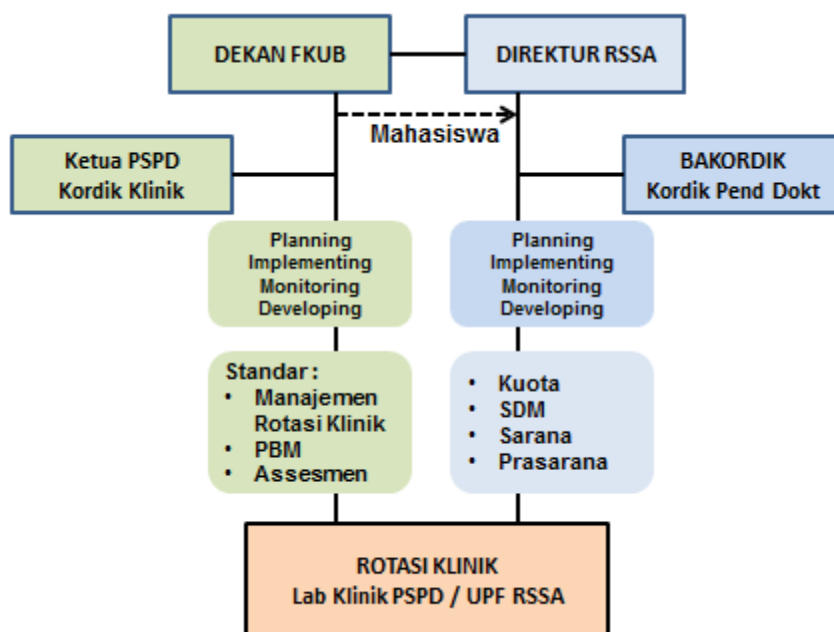 DEKAN FKUB
DIREKTUR RSSA
Mahasiswa
Ketua PSPD
Kordik Klinik
BAKORDIK
Kordik Pend Dokt
Planning
Implementing
Monitoring
Developing
Planning
Implementing
Monitoring
Developing
Standar :
• Manajemen
Rotasi Klinik
• PBM
• Assesmen
• Kuota
• SDM
• Sarana
• Prasarana
ROTASI KLINIK
Lab Klinik PSPD / UPF RSSA